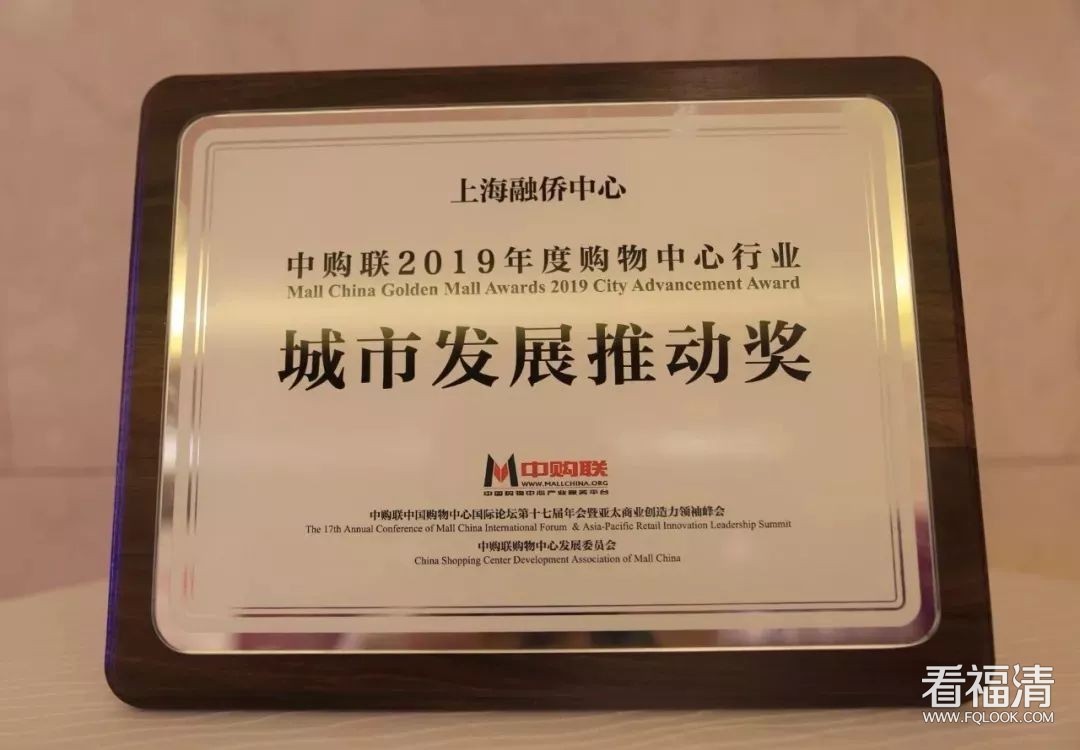 上海融侨中心
中购联2019年度购物中心行业
Mall China Golden Mall Awards 2019 City Advancement Award
城市发展推动奖
中购联
WWW.MALLCHINA.ORG
中国购物中心产业服务平台
中购联中国购物中心国际论坛第十七届年会暨亚太商业创造力领袖峰会
The 17th Annual Conference of Mall China International Forum & Asia-Pacific Retail Innovation Leadership Summit
中购联购物中心发展委员会
China Shopping Center Development Association of Mall China
看福清
WWW.FQLOOK.COM